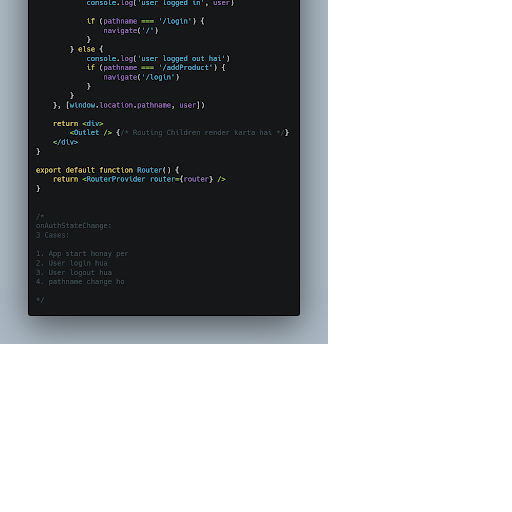 console.log('user logged in', user)
if (pathname === '/login') {
navigate('/')
}
} else {
console.log('user logged out hai')
if (pathname === '/addProduct') {
navigate('/login')
}
}
}, [window.location.pathname, user])
return <div>
<Outlet /> {/* Routing Children render karta hai */}
</div>
}
export default function Router() {
return <RouterProvider router={router} />
}
/*
onAuthStateChange:
3 Cases:
1. App start honay per
2. User login hua
3. User logout hua
4. pathname change ho
*/